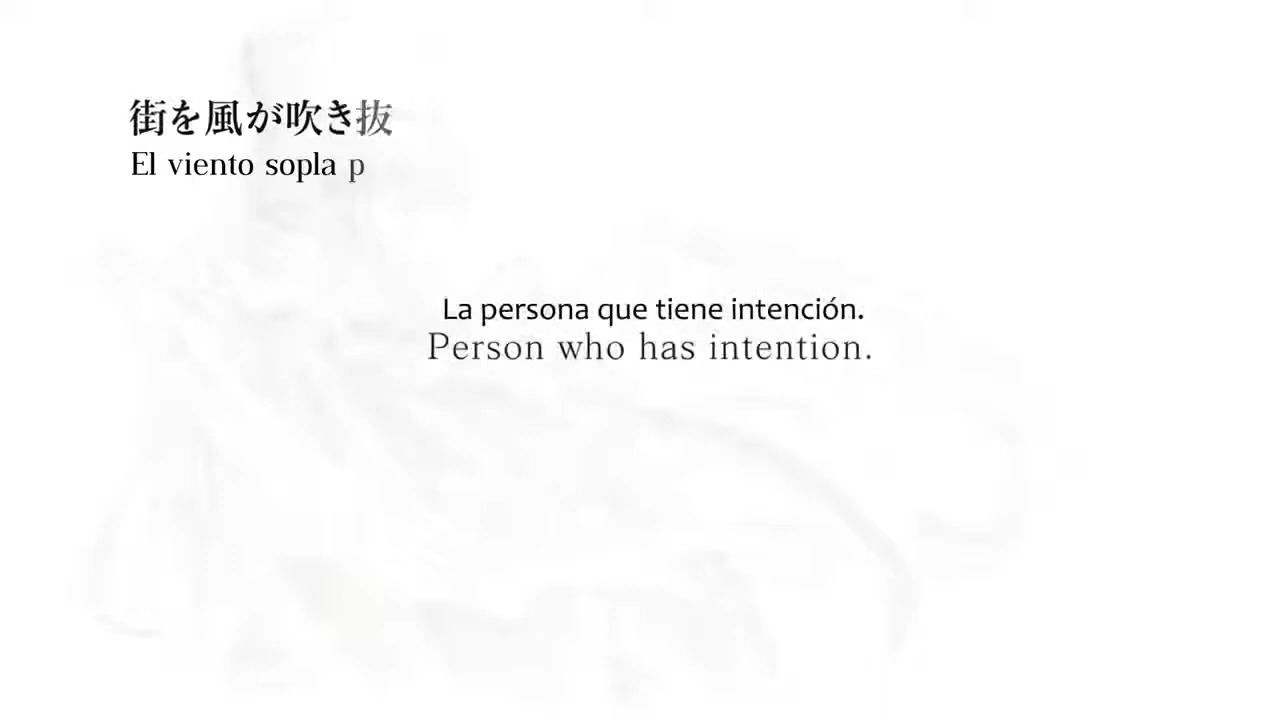 街を風が吹き抜
El viento sopla p
La persona que tiene intención.
Person who has intention.